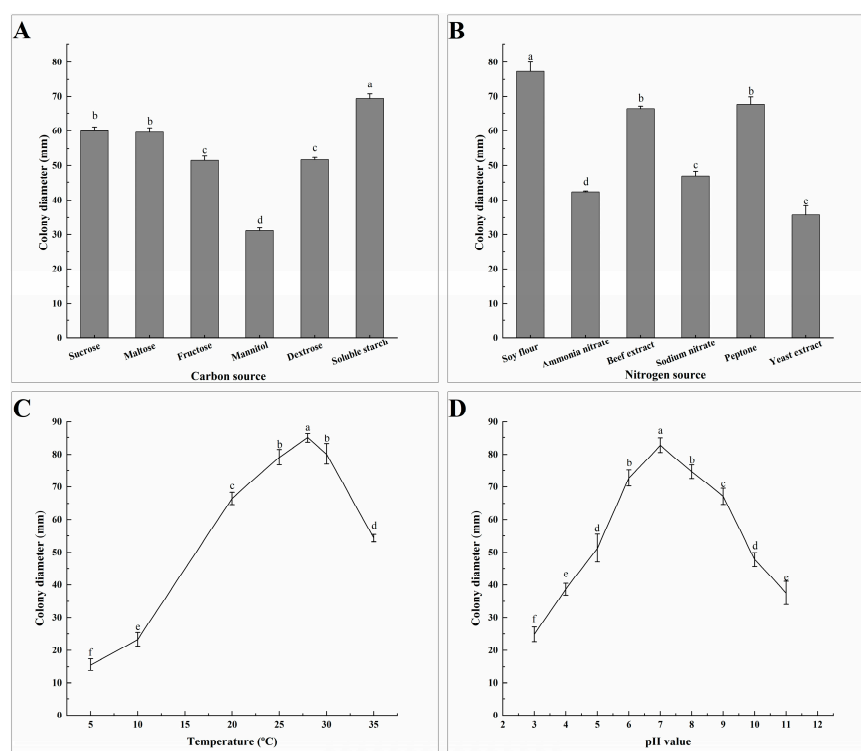 A
Colony diameter (mm)
80
70
60
50
40
30
20
10
0
b
b
c
d
c
a
Sucrose
Maltose
Fructose
Mannitol
Dextrose
Soluble starch
Carbon source
B
Colony diameter (mm)
80
70
60
50
40
30
20
10
0
a
d
b
c
b
Soy flour
Ammonia nitrate
Beef extract
Sodium nitrate
Peptone
Yeast extract
Nitrogen source
C
Colony diameter (mm)
90
80
70
60
50
40
30
20
10
0
f
e
c
b
a
b
d
5
10
20
25
30
35
Temperature (°C)
D
Colony diameter (mm)
90
80
70
60
50
40
30
20
10
0
f
e
d
b
a
b
c
d
2
3
4
5
6
7
8
9
10
11
12
pH value